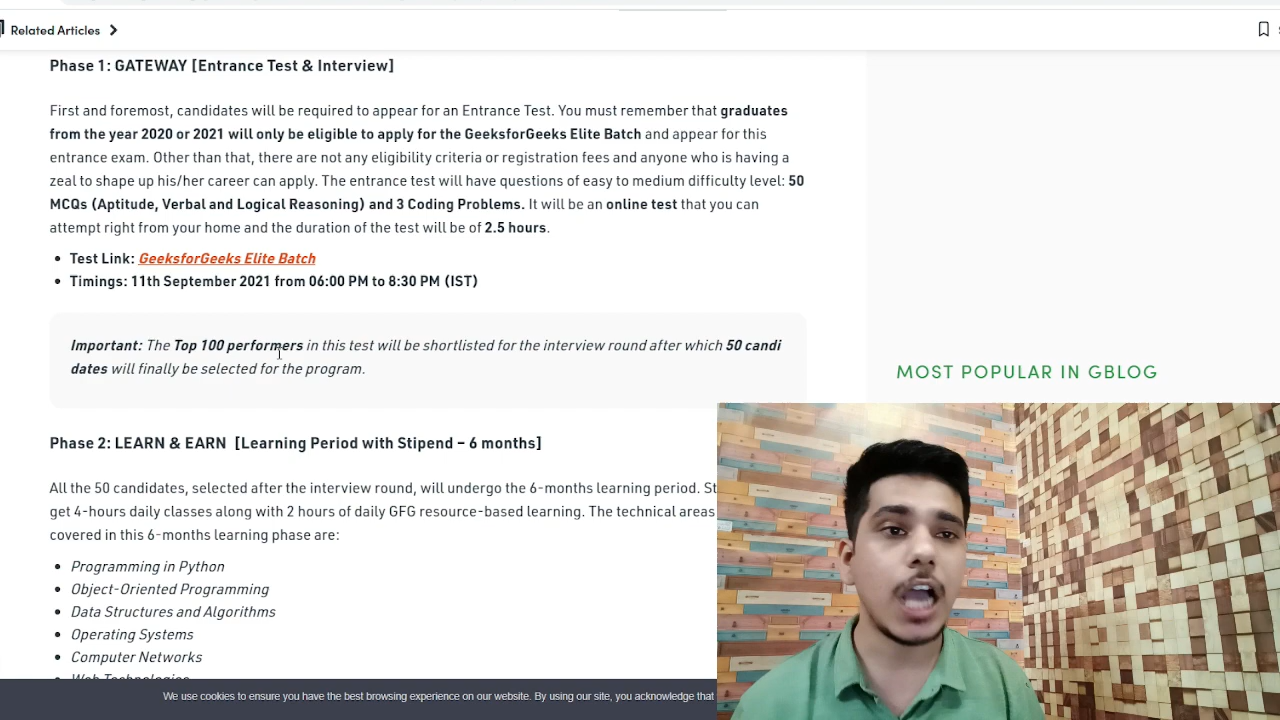 Related Articles
Phase 1: GATEWAY [Entrance Test & Interview]
First and foremost, candidates will be required to appear for an Entrance Test. You must remember that graduates
from the year 2020 or 2021 will only be eligible to apply for the GeeksforGeeks Elite Batch and appear for this
entrance exam. Other than that, there are not any eligibility criteria or registration fees and anyone who is having a
zeal to shape up his/her career can apply. The entrance test will have questions of easy to medium difficulty level: 50
MCQs (Aptitude, Verbal and Logical Reasoning) and 3 Coding Problems. It will be an online test that you can
attempt right from your home and the duration of the test will be of 2.5 hours.
• Test Link: GeeksforGeeks Elite Batch
• Timings: 11th September 2021 from 06:00 PM to 8:30 PM (IST)
Important: The Top 100 performers in this test will be shortlisted for the interview round after which 50 candi
dates will finally be selected for the program.
MOST POPULAR IN GBLOG
Phase 2: LEARN & EARN [Learning Period with Stipend – 6 months]
All the 50 candidates, selected after the interview round, will undergo the 6-months learning period. St
get 4-hours daily classes along with 2 hours of daily GFG resource-based learning. The technical areas
covered in this 6-months learning phase are:
• Programming in Python
• Object-Oriented Programming
• Data Structures and Algorithms
• Operating Systems
• Computer Networks
• Web Technologies
We use cookies to ensure you have the best browsing experience on our website. By using our site, you acknowledge that